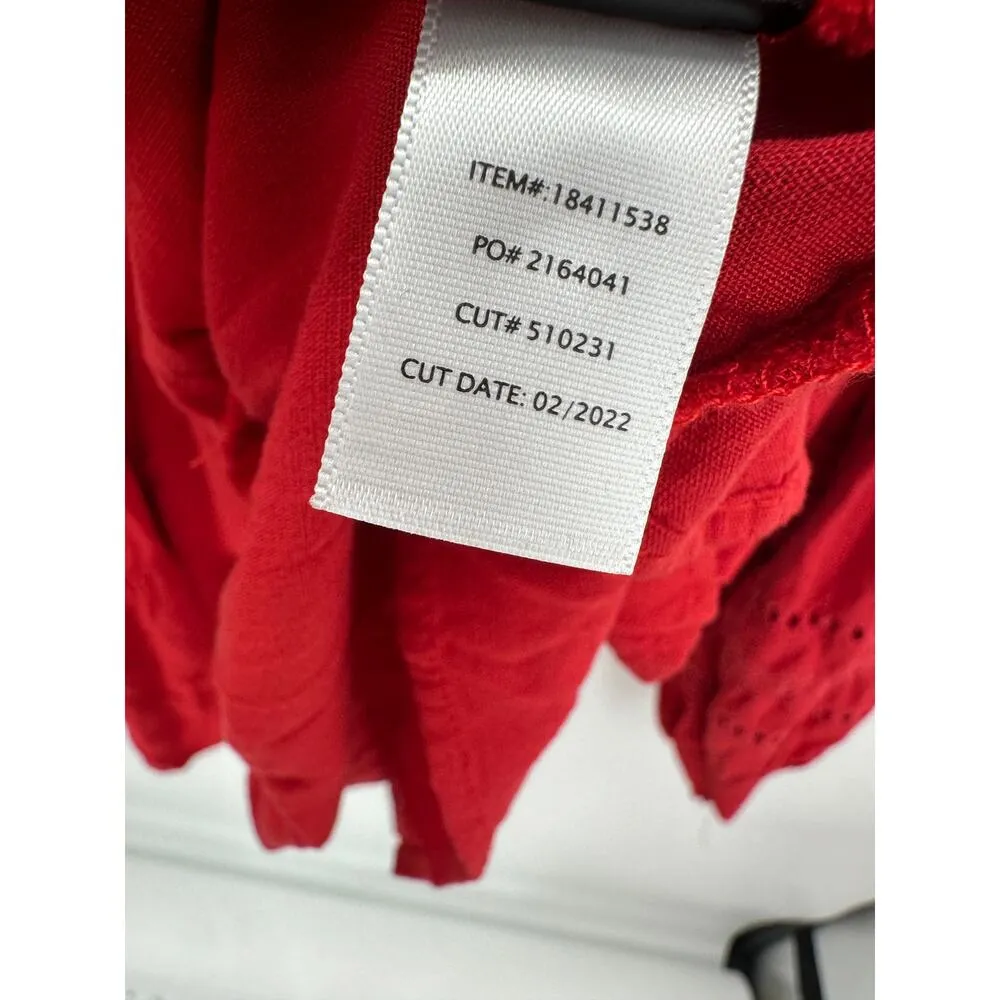 ITEM#:18411538
PO# 2164041
CUT# 510231
CUT DATE: 02/2022